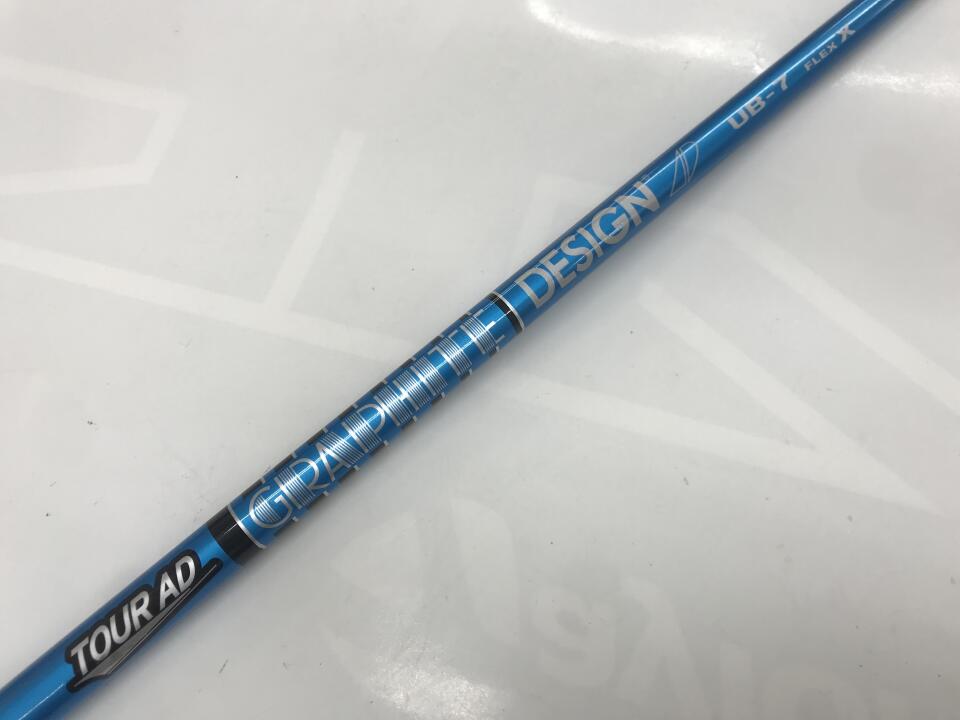 TOUR AD
GRAPHITE DESIGN
UB-7 FLEX X